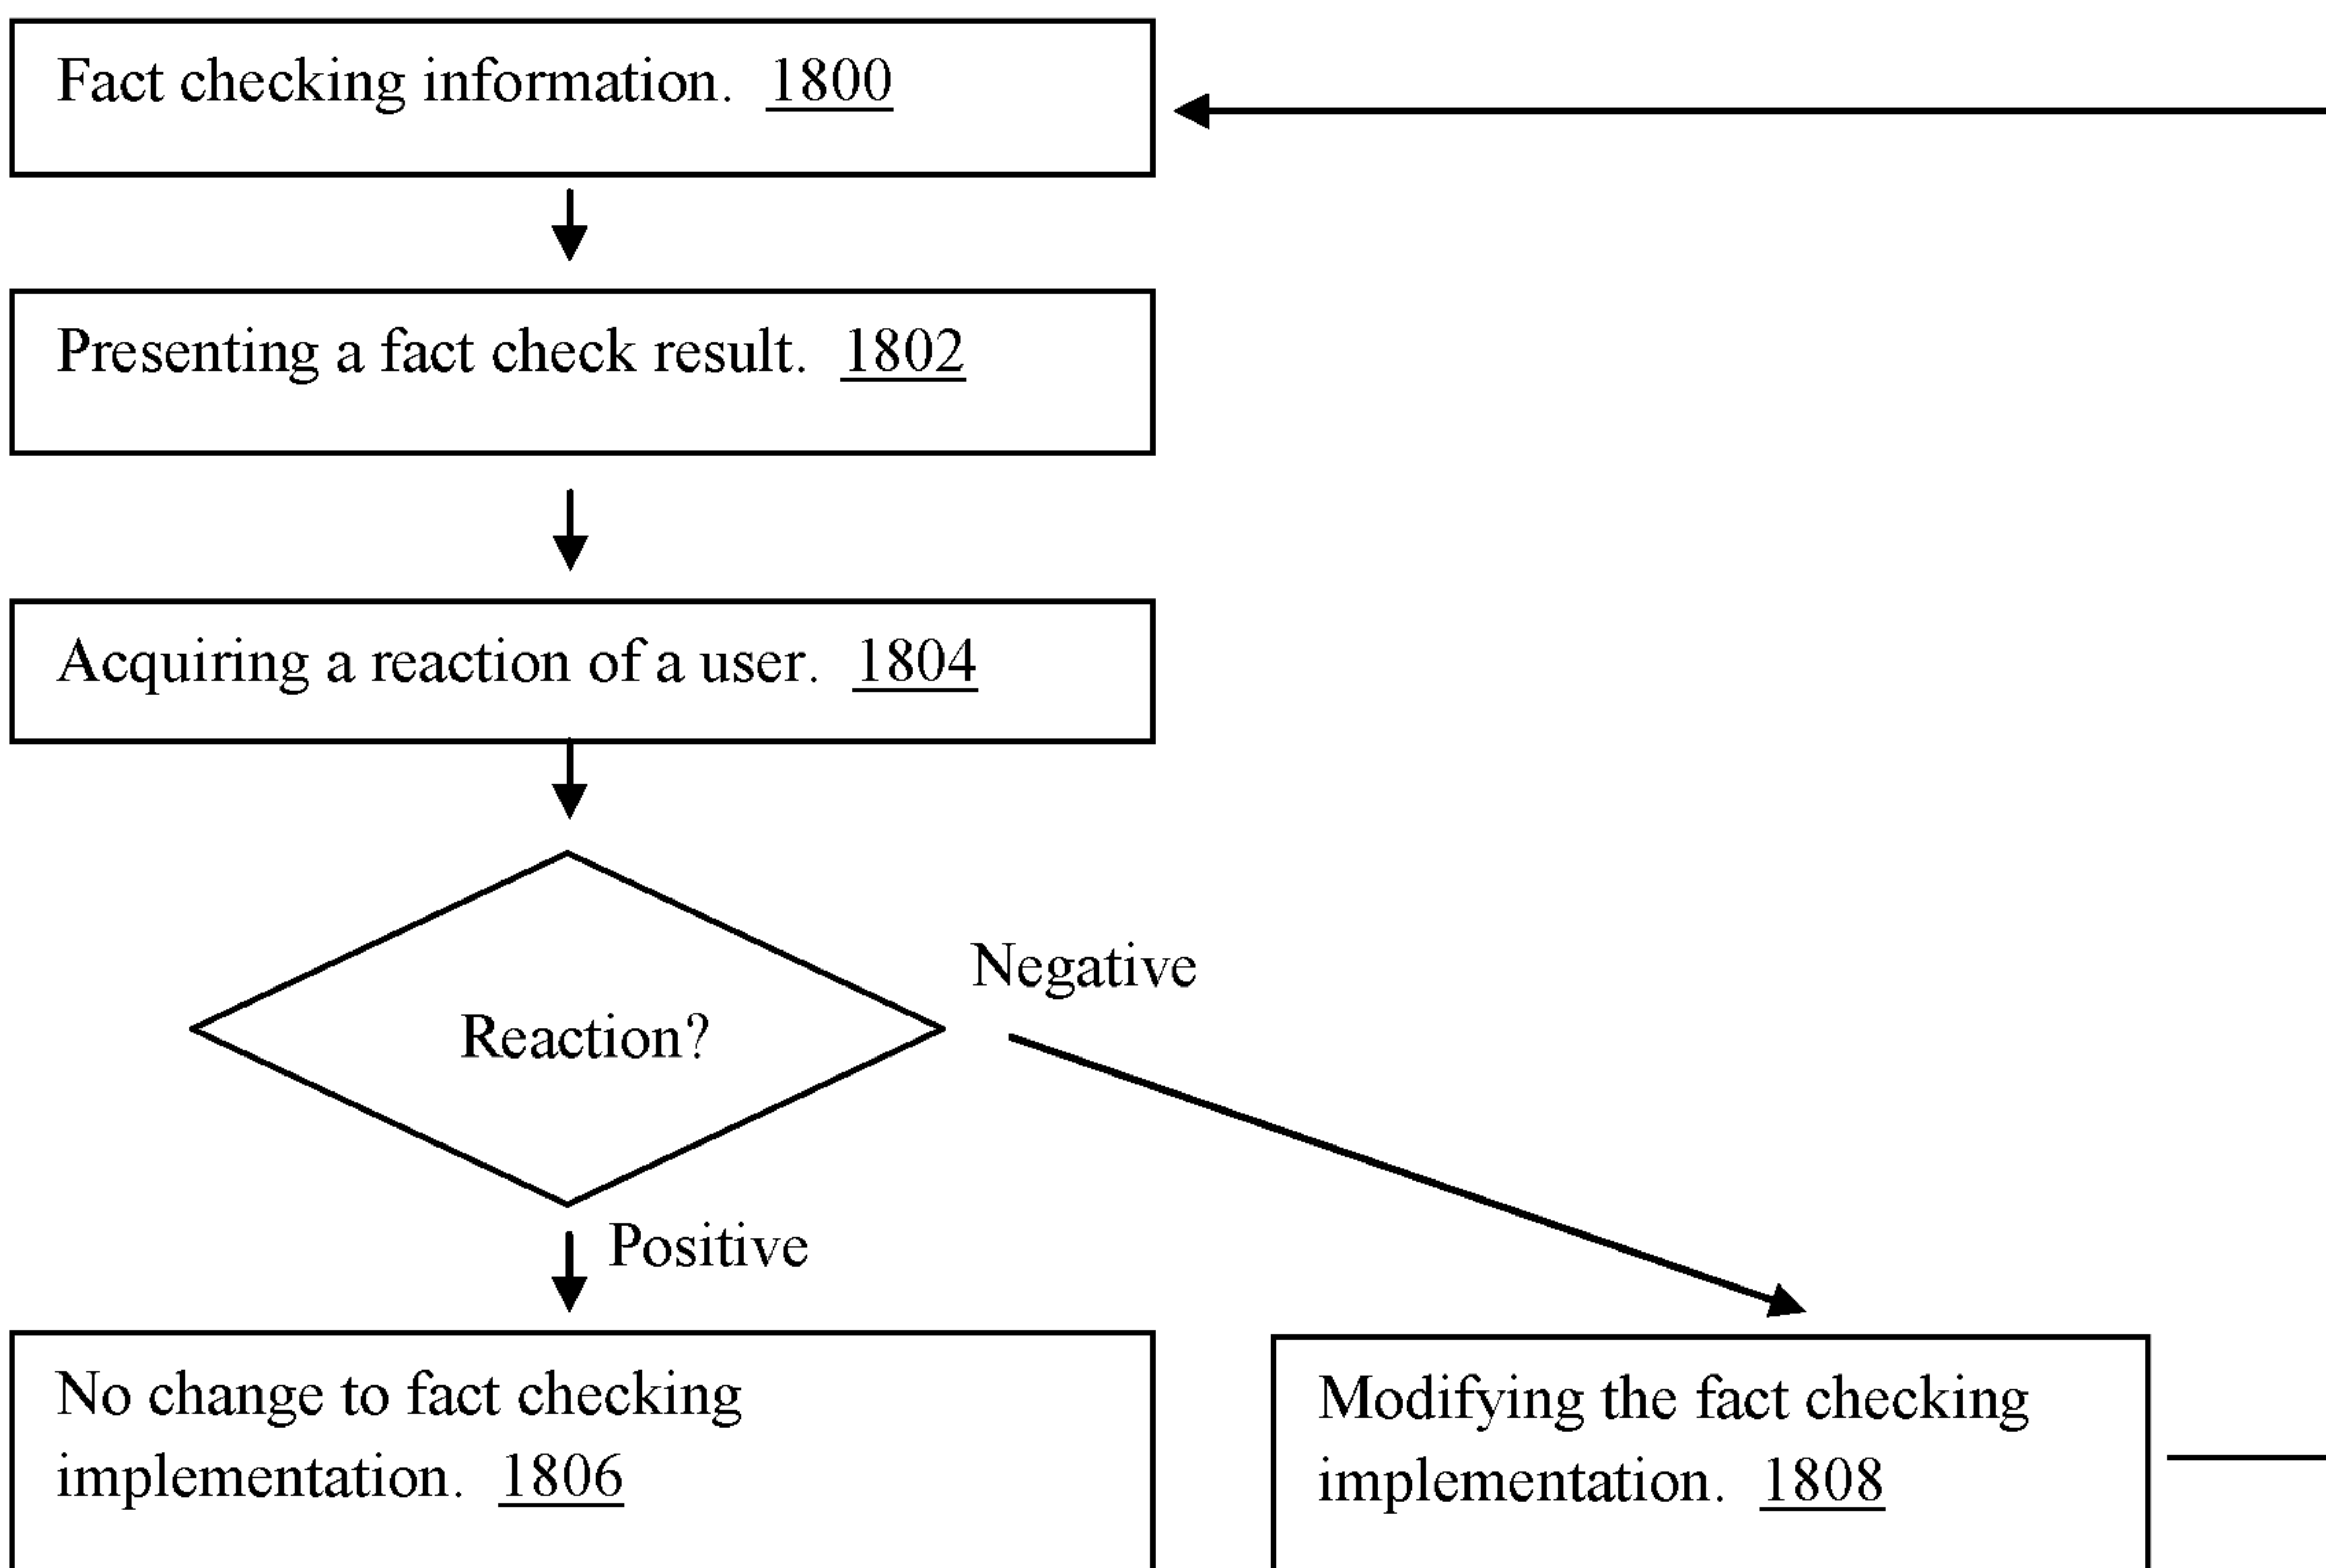 Fact checking information. 1800
Presenting a fact check result. 1802
Acquiring a reaction of a user. 1804
Negative
Reaction?
Positive
No change to fact checking
implementation. 1806
Modifying the fact checking
implementation. 1808